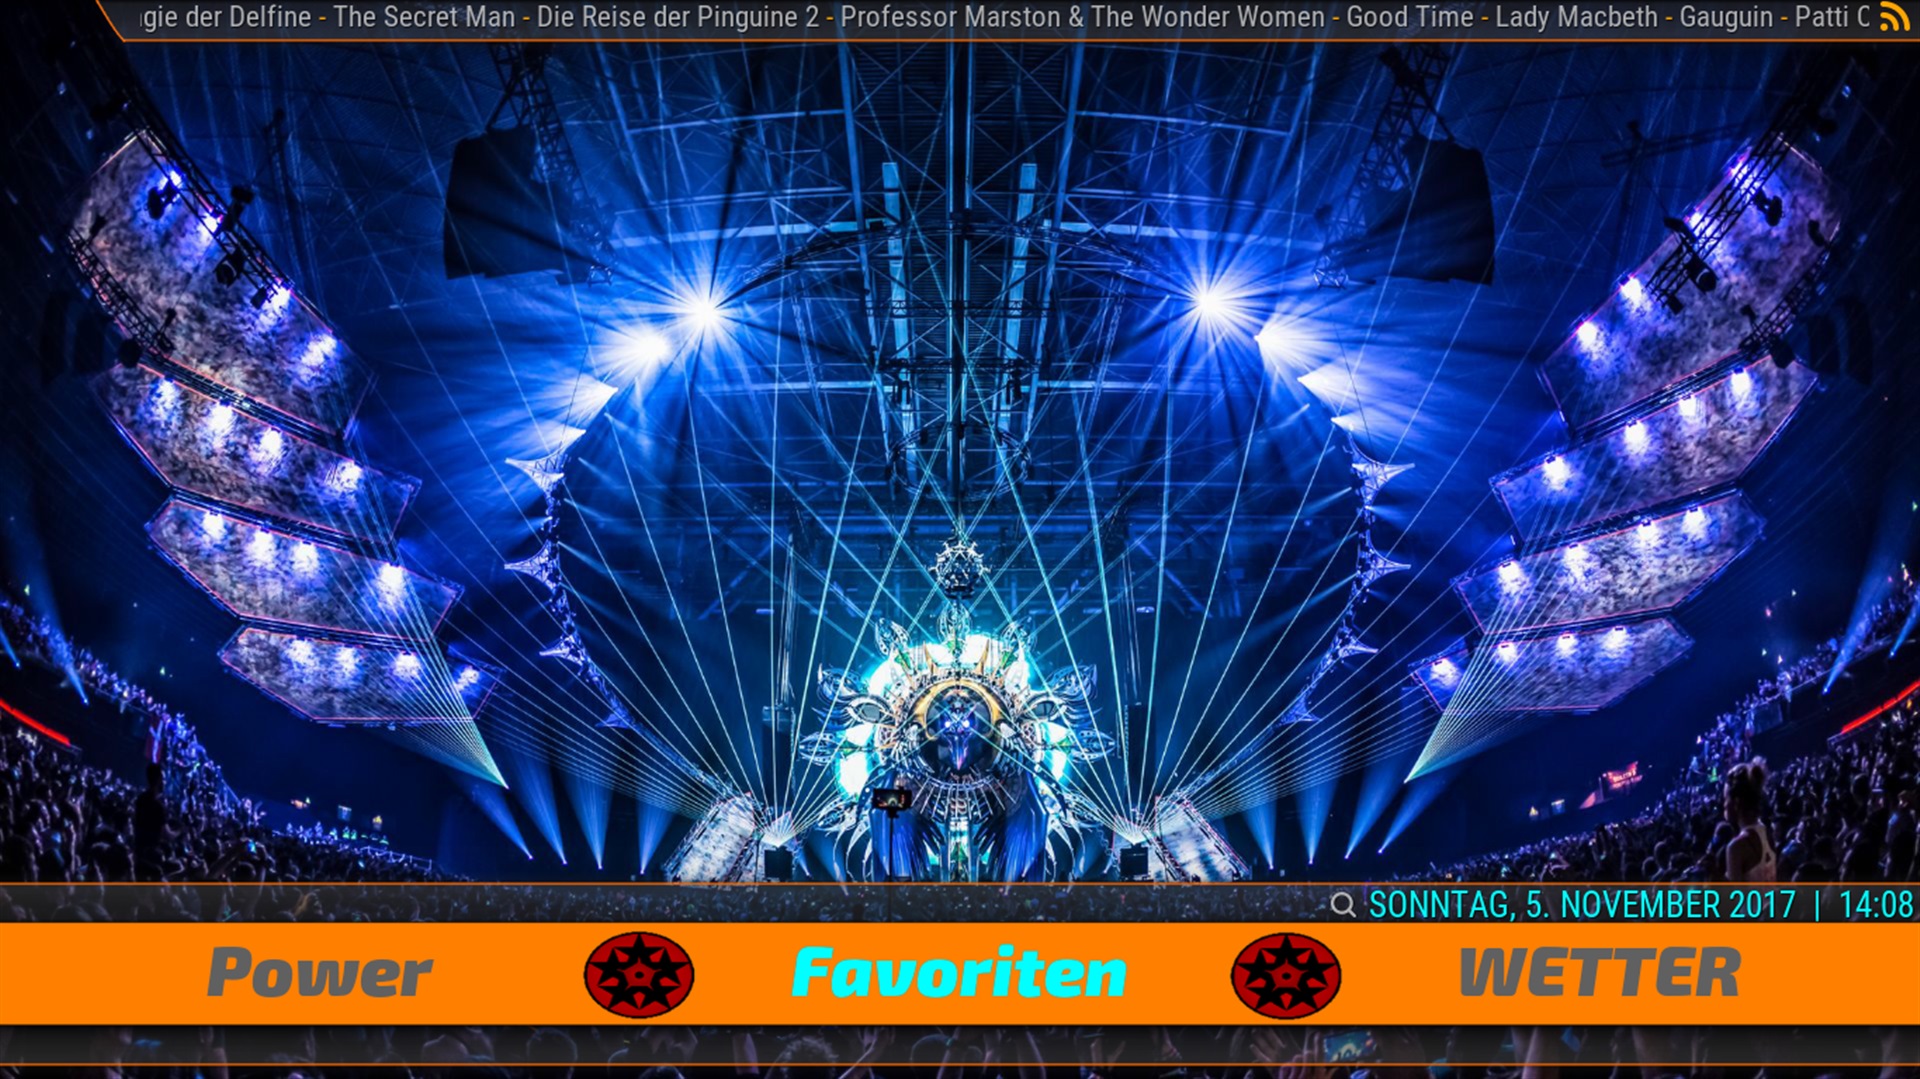 gie der Delfine - The Secret Man - Die Reise der Pinguine 2 - Professor Marston & The Wonder Women - Good Time - Lady Macbeth - Gauguin - Patti C
SONNTAG, 5. NOVEMBER 2017 | 14:08
Power Favoriten WETTER